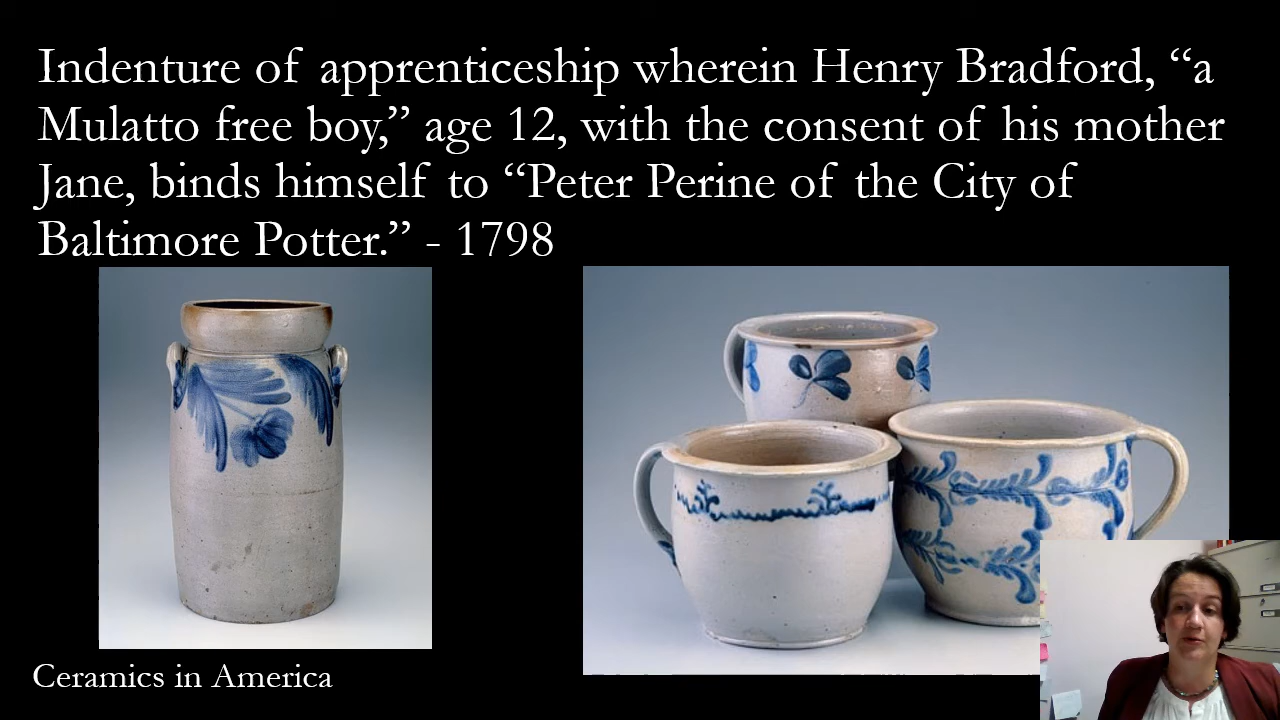 Indenture of apprenticeship wherein Henry Bradford, “a
Mulatto free boy,” age 12, with the consent of his mother
Jane, binds himself to “Peter Perine of the City of
Baltimore Potter.” - 1798
Ceramics in America